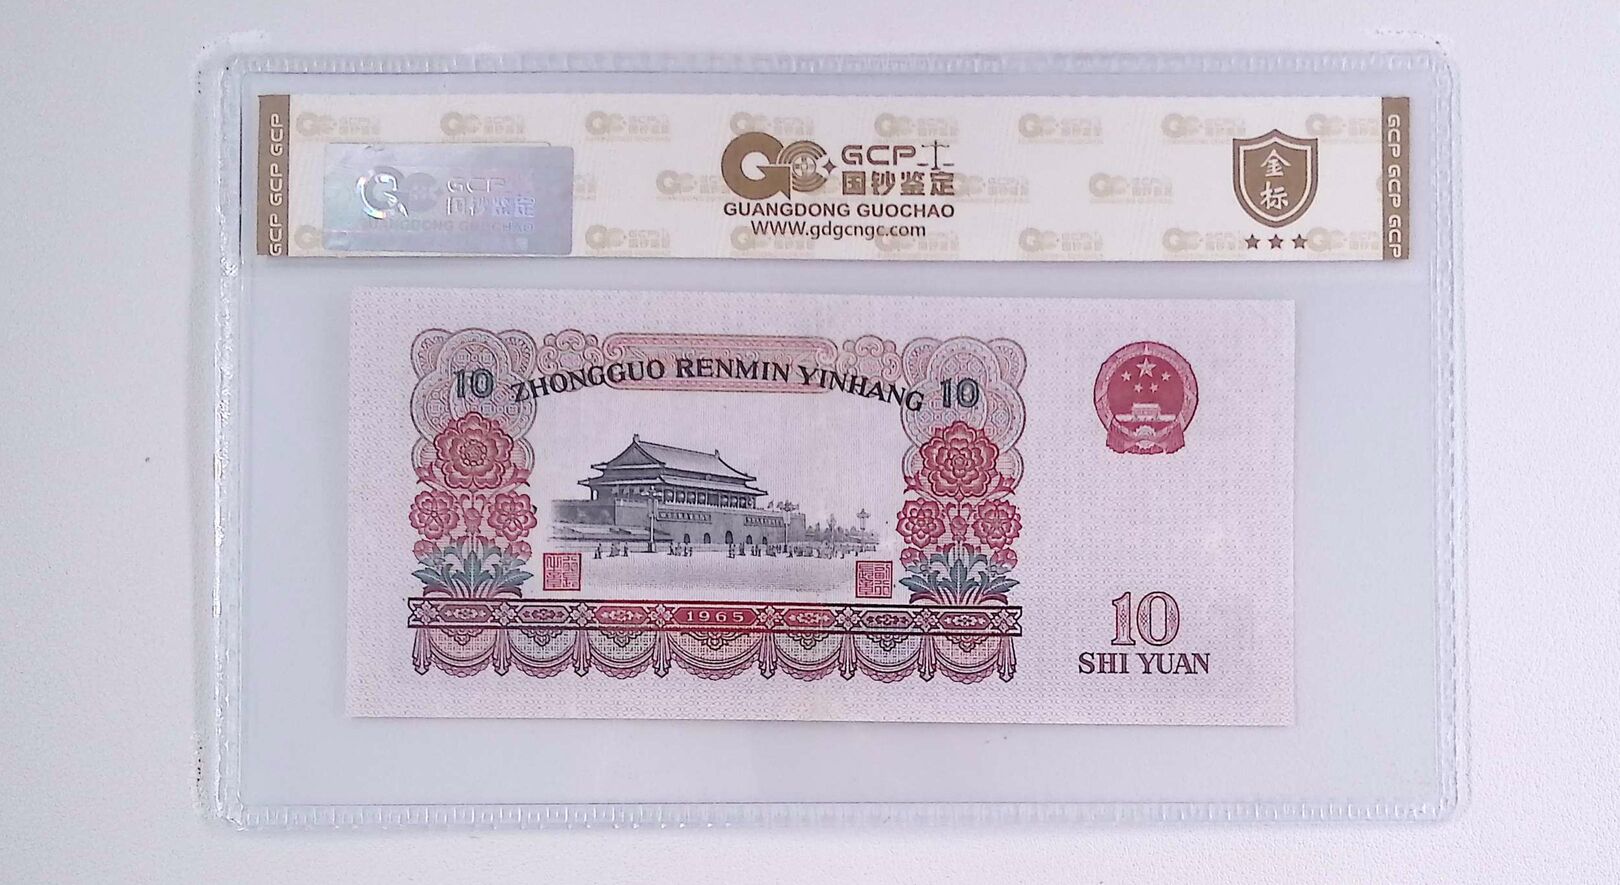 GCP GCP GCP
GCP
国钞鉴定
GUANGDONG GUOCHAO
GCP
国钞鉴定
GUANGDONG GUOCHAO
WWW.gdgcngc.com
金
标
GCP GCP GCP
10 ZHONGGUO RENMIN YINHANG 10
1965
10
SHI YUAN